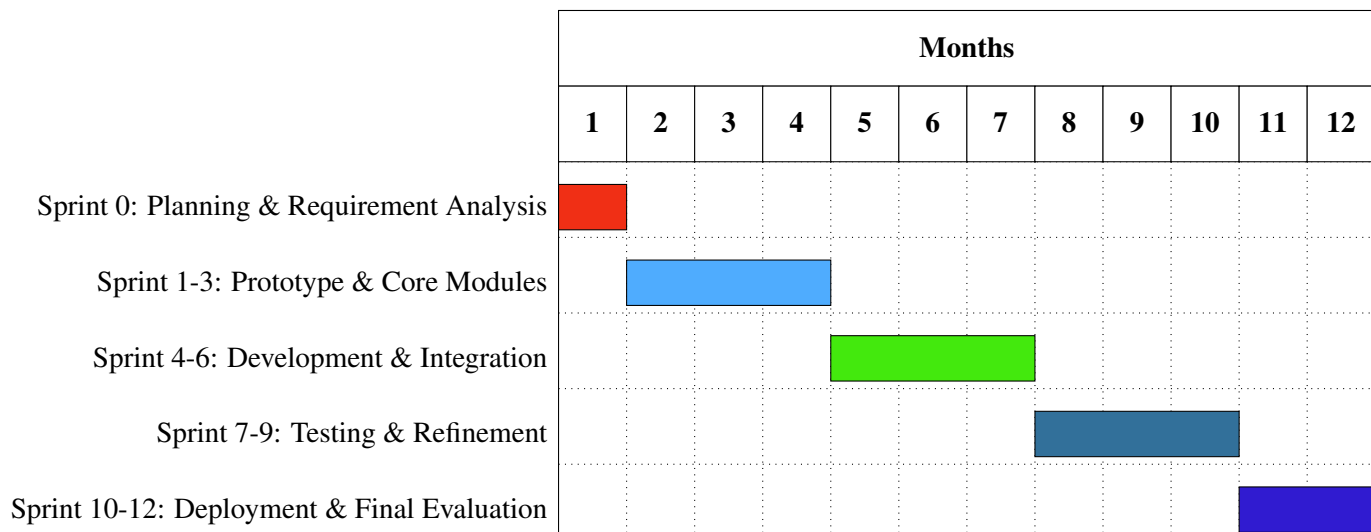 Months
1 2 3 4 5 6 7 8 9 10 11 12
Sprint 0: Planning & Requirement Analysis
Sprint 1-3: Prototype & Core Modules
Sprint 4-6: Development & Integration
Sprint 7-9: Testing & Refinement
Sprint 10-12: Deployment & Final Evaluation